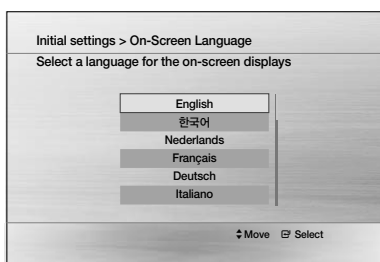 Initial settings > On-Screen Language
Select a language for the on-screen displays
English
한국어
Nederlands
Français
Deutsch
Italiano
Move Select